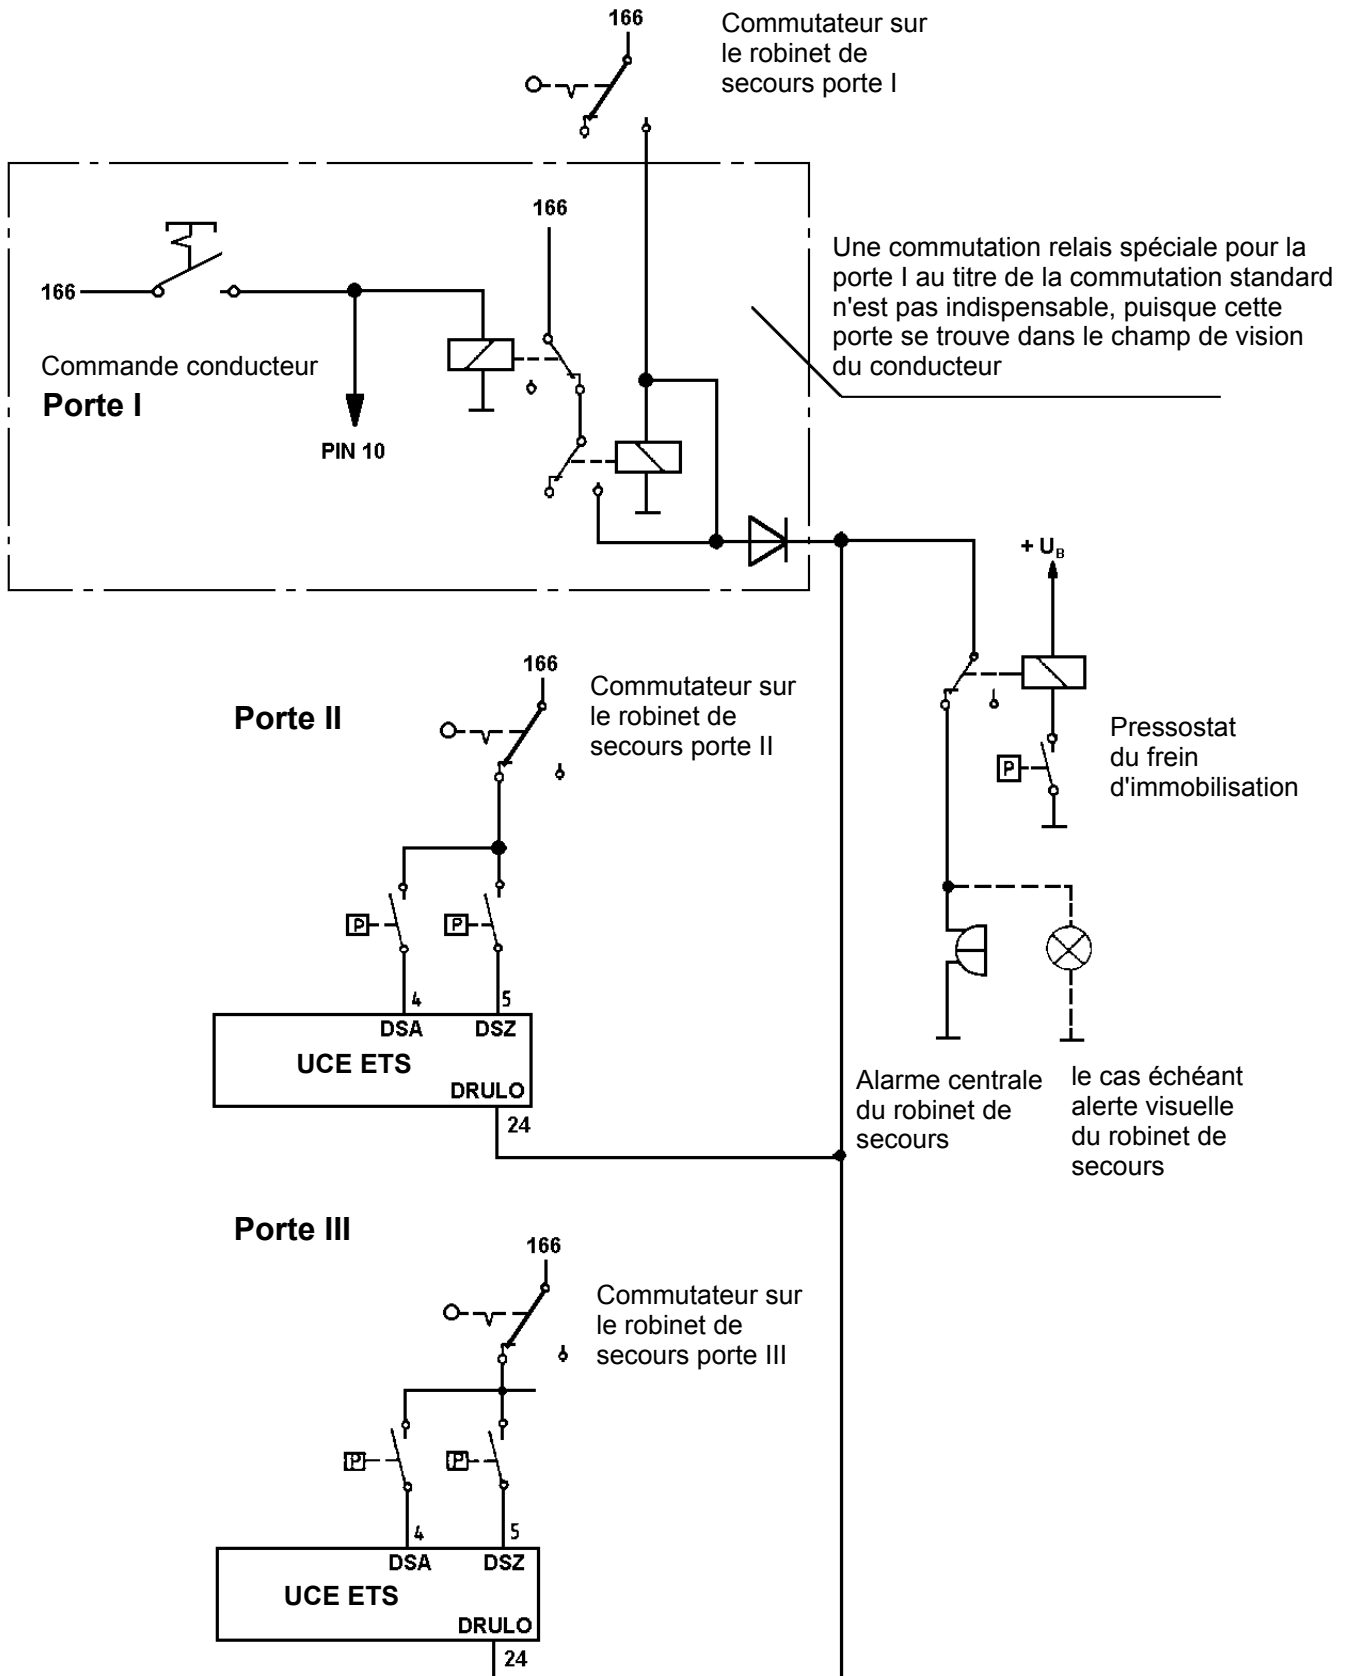 166
Commutateur sur
le robinet de
secours porte I
166
Une commutation relais spéciale pour la
porte I au titre de la commutation standard
n'est pas indispensable, puisque cette
porte se trouve dans le champ de vision
du conducteur
166
Commande conducteur
Porte I
PIN 10
+ UB
166
Commutateur sur
le robinet de
secours porte II
Porte II
Pressostat
du frein
d'immobilisation
P
P
P
4
5
DSA
DSZ
UCE ETS
DRULO
24
Alarme centrale
du robinet de
secours
le cas échéant
alerte visuelle
du robinet de
secours
Porte III
166
Commutateur sur
le robinet de
secours porte III
P
P
4
5
DSA
DSZ
UCE ETS
DRULO
24